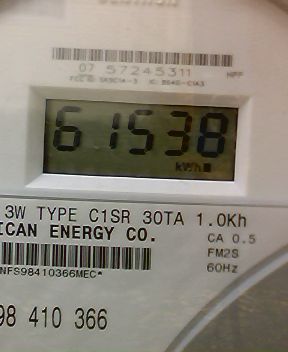 07 57245311
HPF
61538
kWh
3W TYPE C1SR 30TA 1.0Kh
ICAN ENERGY CO.
CA 0.5
FM2S
60Hz
NFS98410366MEC*
98 410 366